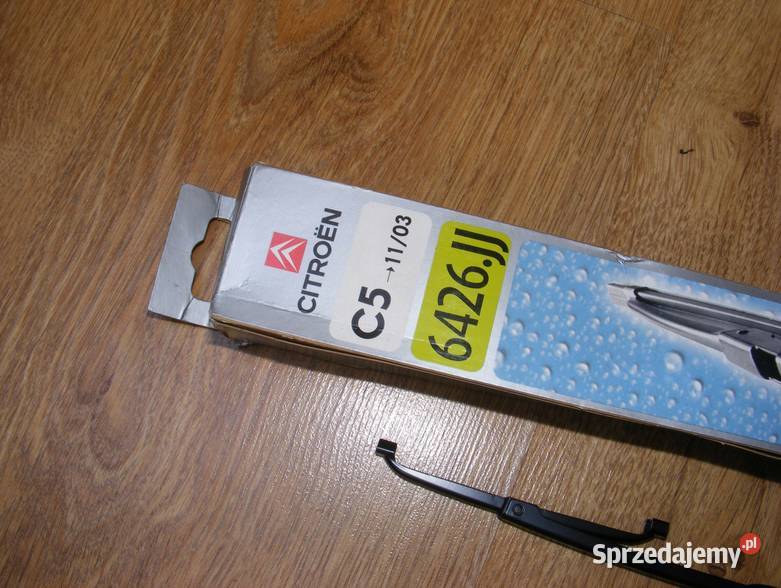 CITROËN
C5 →11/03
6426.JJ
Sprzedajemy.pl